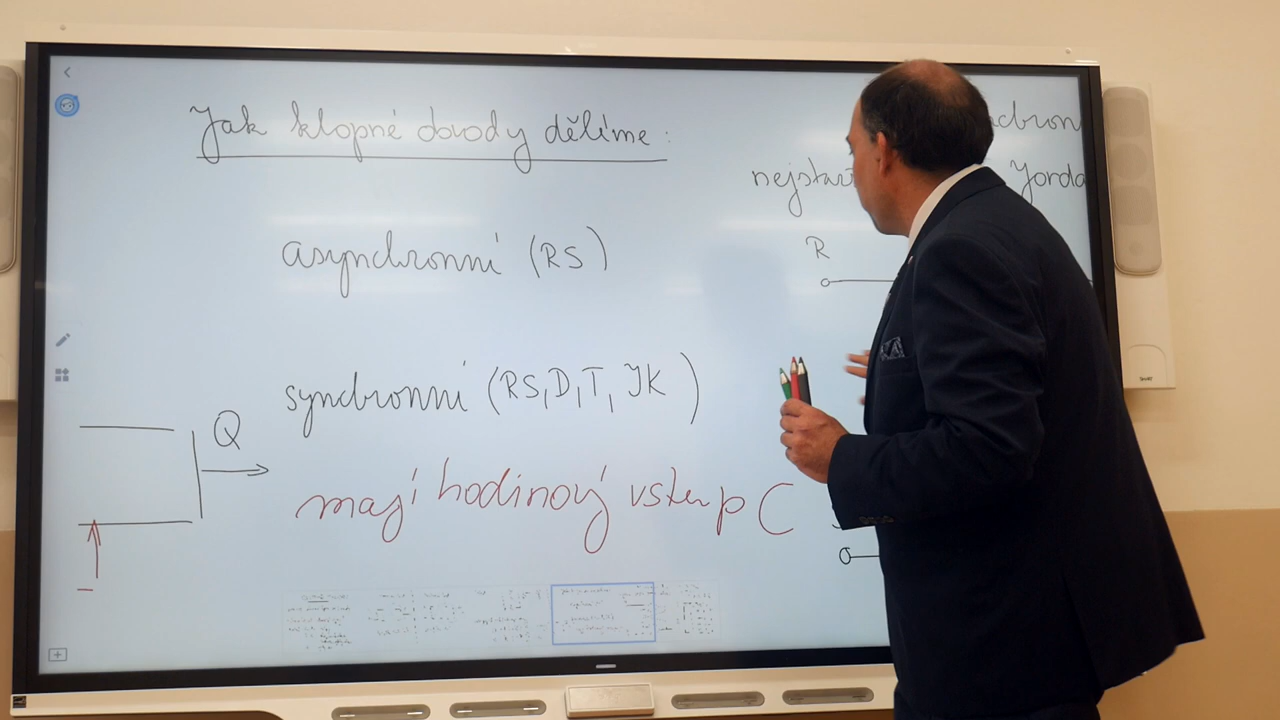 Jak klopné obvody dělíme:
asynchronní (RS)
synchronní (RS, D, T, JK)
Q
mají hodinový vstup C
R